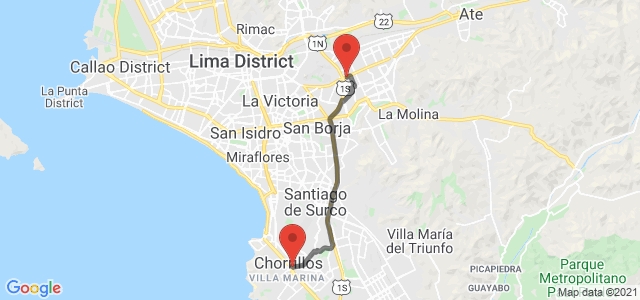 Ate
Rimac
1N
Callao District
Lima District
La Punta
District
1S
La Victoria
La Molina
San Isidro
San Borja
Miraflores
Santiago
de Surco
Villa María
del Triunfo
Chorrillos
VILLA MARINA
1S
PICAPIEDRA
GUAYABO
Parque
Metropolitano
Google
Map data ©2021